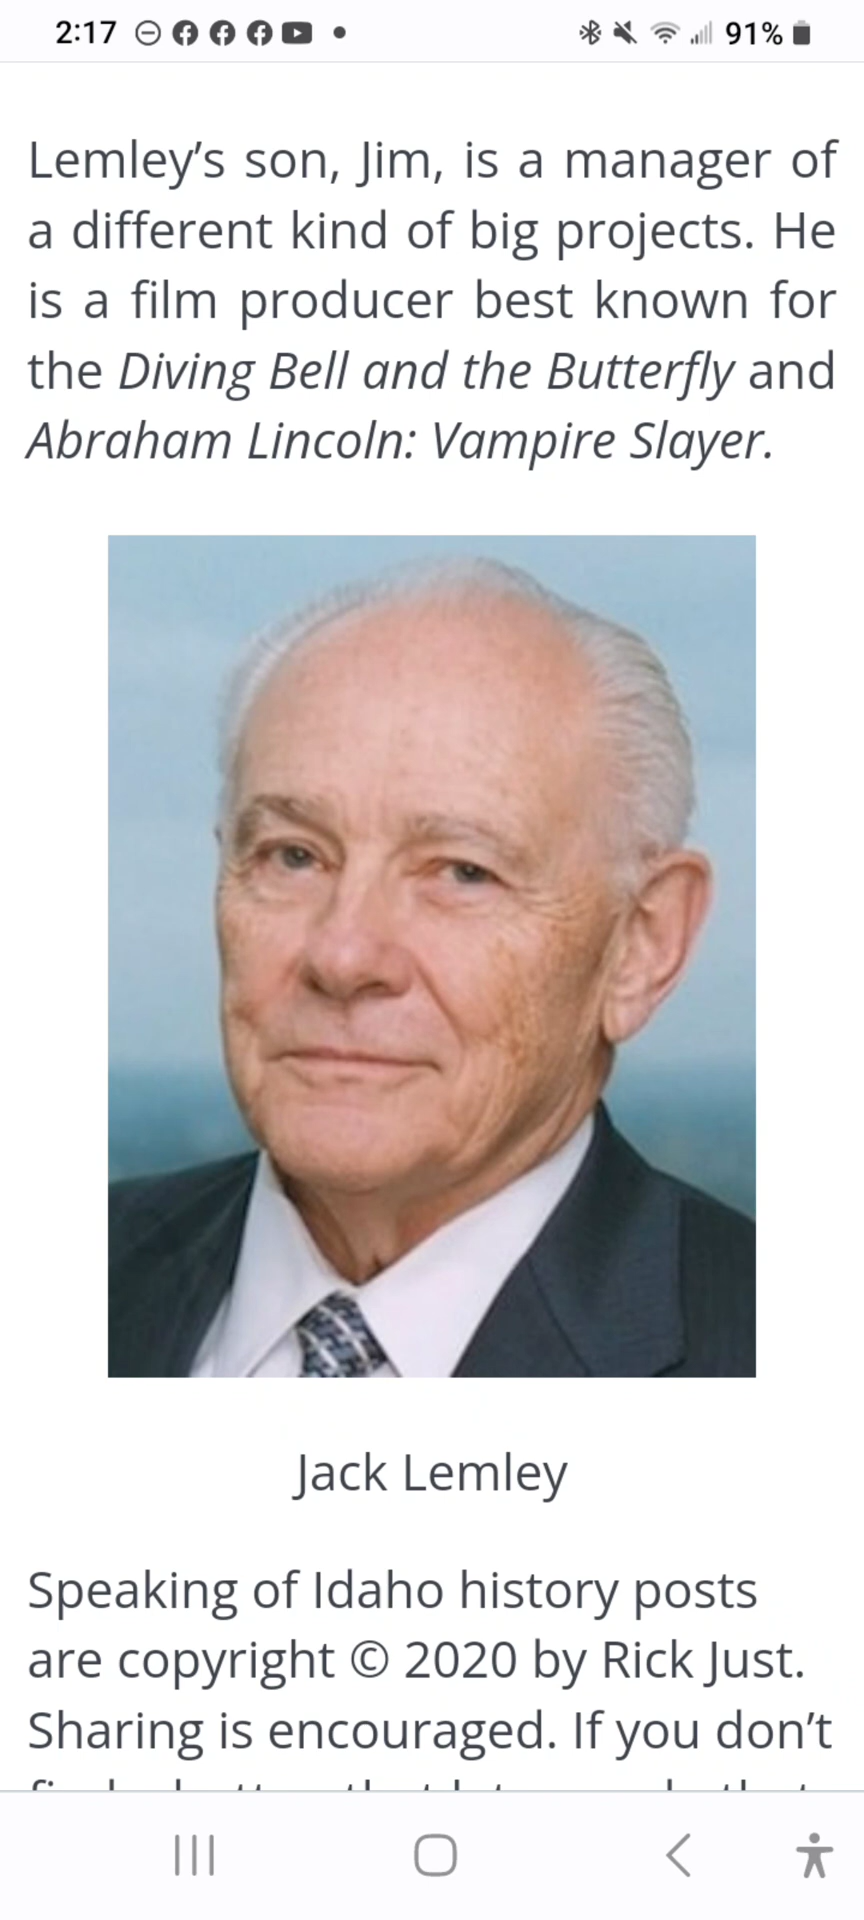 2:17 91%
Lemley’s son, Jim, is a manager of
a different kind of big projects. He
is a film producer best known for
the Diving Bell and the Butterfly and
Abraham Lincoln: Vampire Slayer.
Jack Lemley
Speaking of Idaho history posts
are copyright © 2020 by Rick Just.
Sharing is encouraged. If you don’t